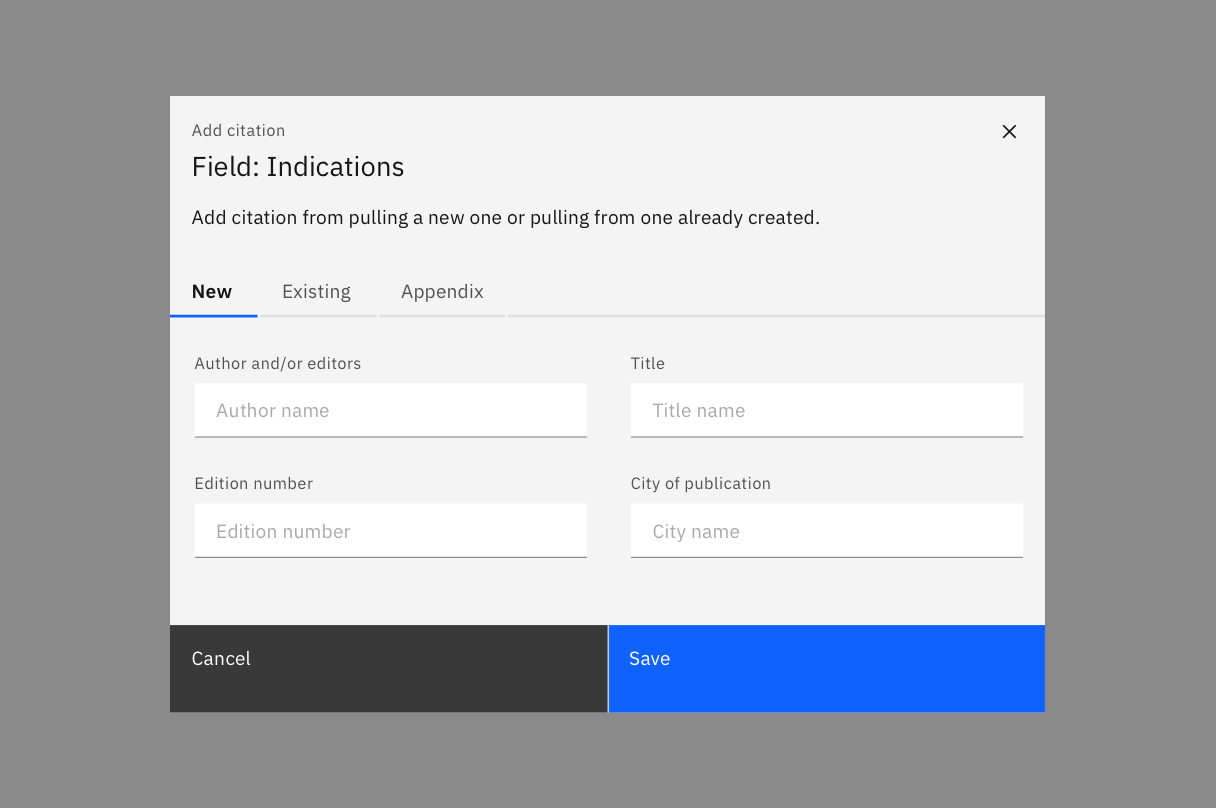 Add citation
Field: Indications
Add citation from pulling a new one or pulling from one already created.
New Existing Appendix
Author and/or editors Title
Author name Title name
Edition number City of publication
Edition number City name
Cancel Save